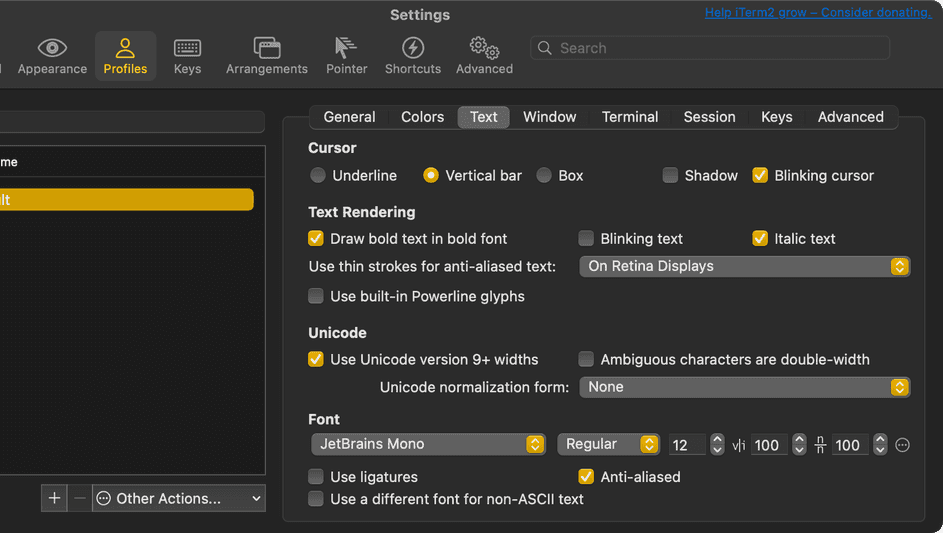 Settings
Help iTerm2 grow – Consider donating.
Appearance Profiles Keys Arrangements Pointer Shortcuts Advanced
Search
General Colors Text Window Terminal Session Keys Advanced
me
lt
Cursor
Underline Vertical bar Box Shadow Blinking cursor
Text Rendering
Draw bold text in bold font Blinking text Italic text
Use thin strokes for anti-aliased text: On Retina Displays
Use built-in Powerline glyphs
Unicode
Use Unicode version 9+ widths Ambiguous characters are double-width
Unicode normalization form: None
Font
JetBrains Mono Regular 12 v|i 100 n/n 100
Use ligatures Anti-aliased
Use a different font for non-ASCII text
+ − Other Actions...